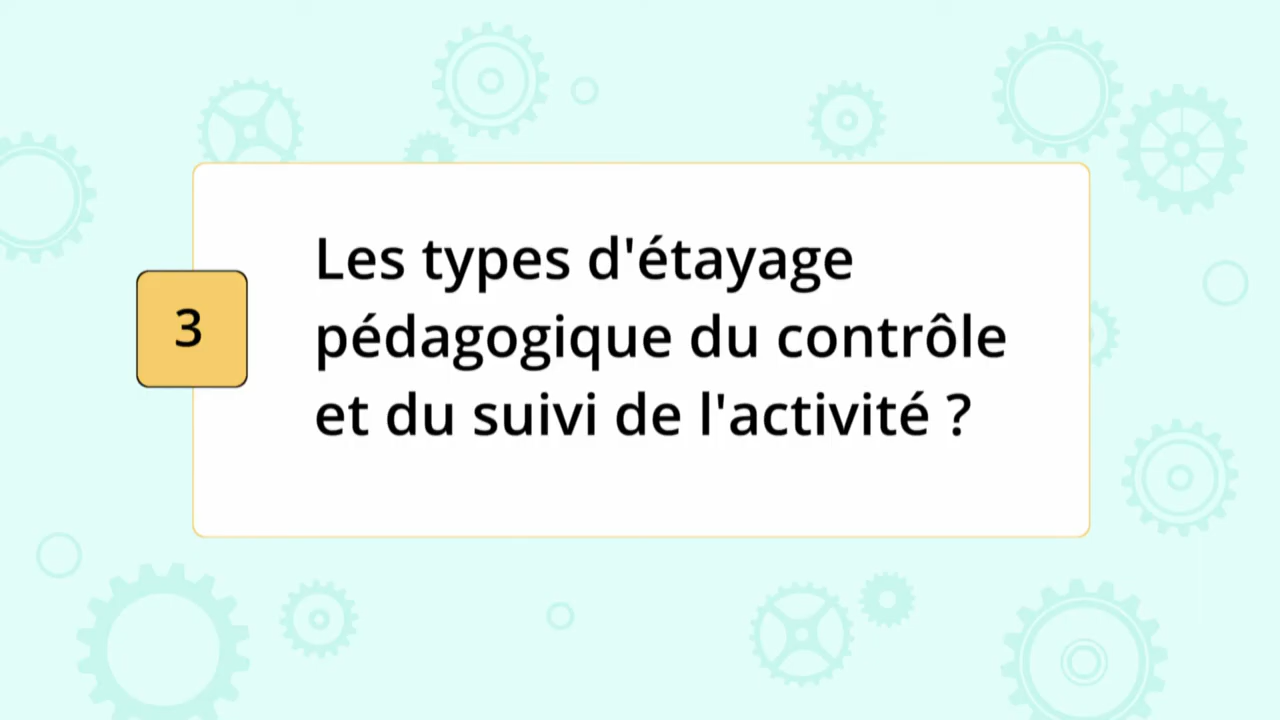 3
Les types d'étayage
pédagogique du contrôle
et du suivi de l'activité ?